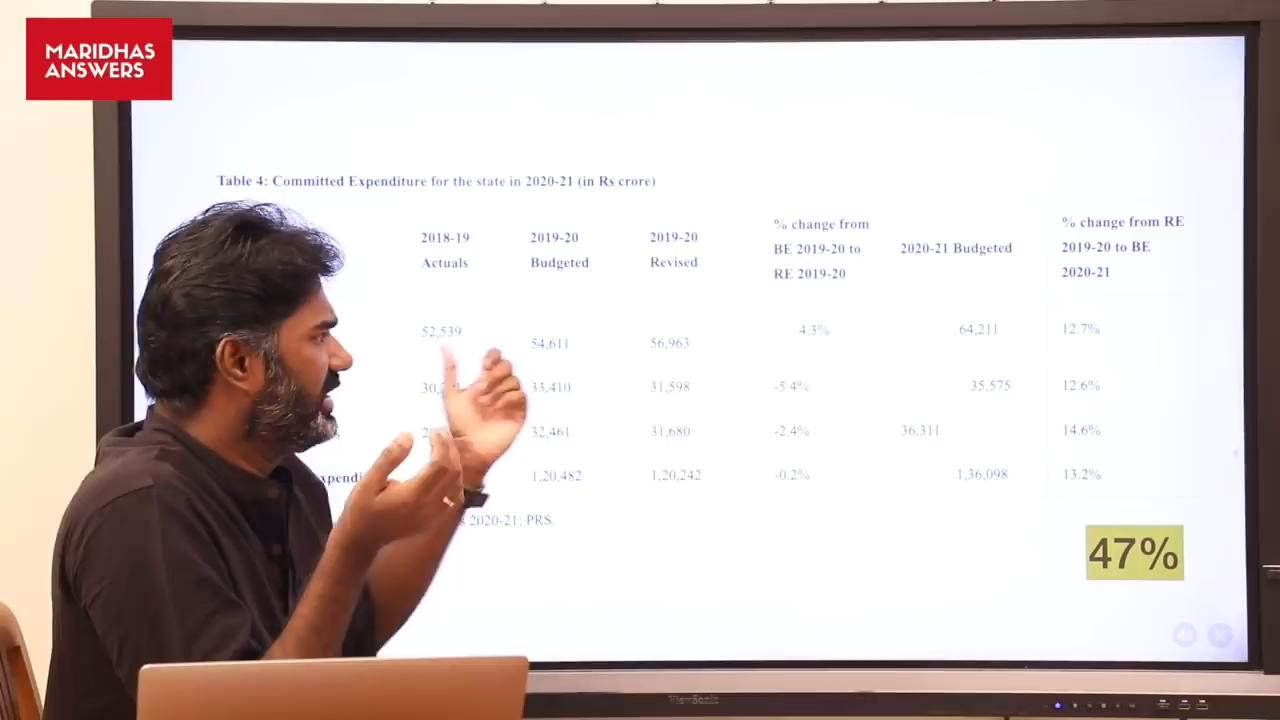 MARIDHAS
ANSWERS
Table 4: Committed Expenditure for the state in 2020-21 (in Rs crore)
2018-19 Actuals 2019-20 Budgeted 2019-20 Revised % change from BE 2019-20 to RE 2019-20 2020-21 Budgeted % change from RE 2019-20 to BE 2020-21
52,539 54,611 56,963 4.3% 64,211 12.7%
33,410 31,598 -5.4% 35,575 12.6%
32,461 31,680 -2.4% 36,311 14.6%
1,20,482 1,20,242 -0.2% 1,36,098 13.2%
2020-21; PRS.
47%
ViewSonic